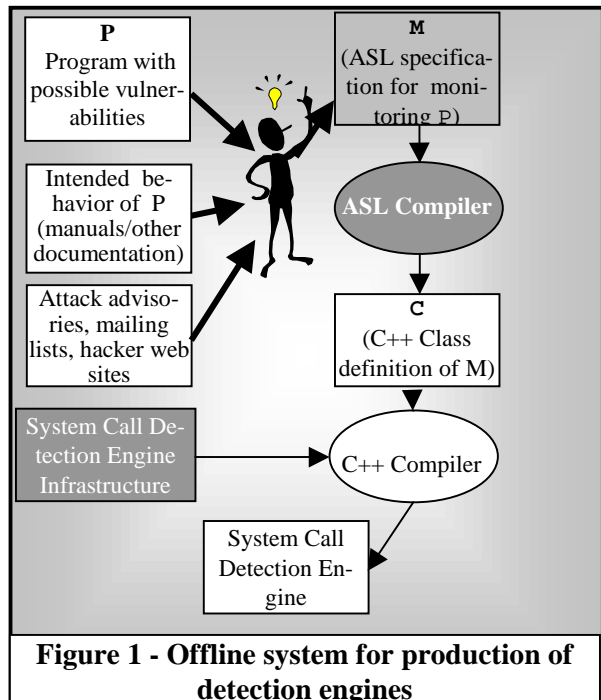 P
Program with
possible vulner-
abilities
Intended be-
havior of P
(manuals/other
documentation)
Attack adviso-
ries, mailing
lists, hacker web
sites
M
(ASL specifica-
tion for moni-
toring P)
ASL Compiler
C
(C++ Class
definition of M)
System Call De-
tection Engine
Infrastructure
C++ Compiler
System Call
Detection En-
gine
Figure 1 - Offline system for production of
detection engines